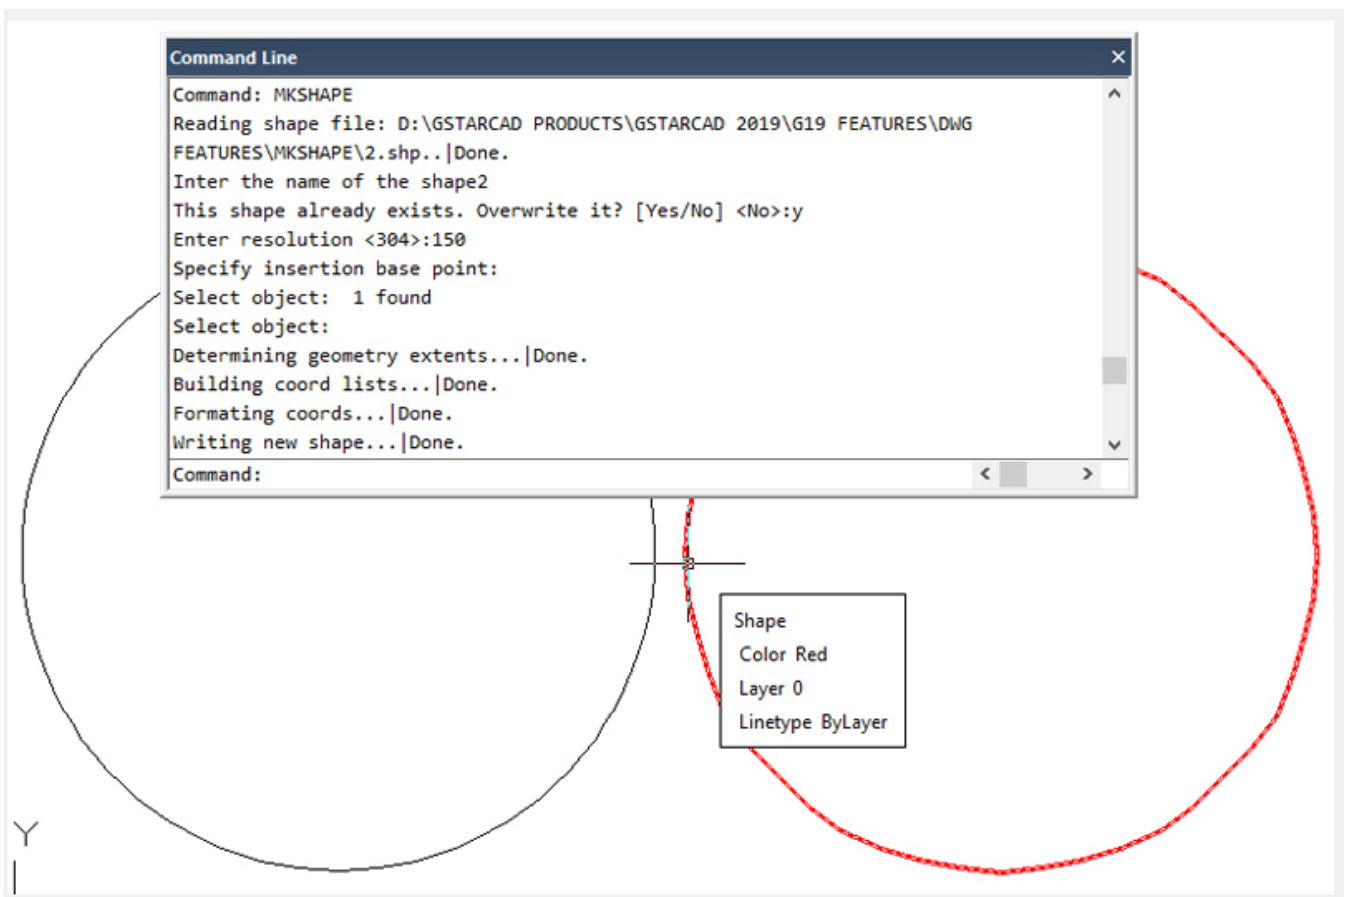 Command Line
Command: MKSHAPE
Reading shape file: D:\GSTARCAD PRODUCTS\GSTARCAD 2019\G19 FEATURES\DWG
FEATURES\MKSHAPE\2.shp..|Done.
Inter the name of the shape2
This shape already exists. Overwrite it? [Yes/No] <No>:y
Enter resolution <304>:150
Specify insertion base point:
Select object:  1 found
Select object:
Determining geometry extents...|Done.
Building coord lists...|Done.
Formating coords...|Done.
Writing new shape...|Done.
Command:
Shape
Color Red
Layer 0
Linetype ByLayer
Y